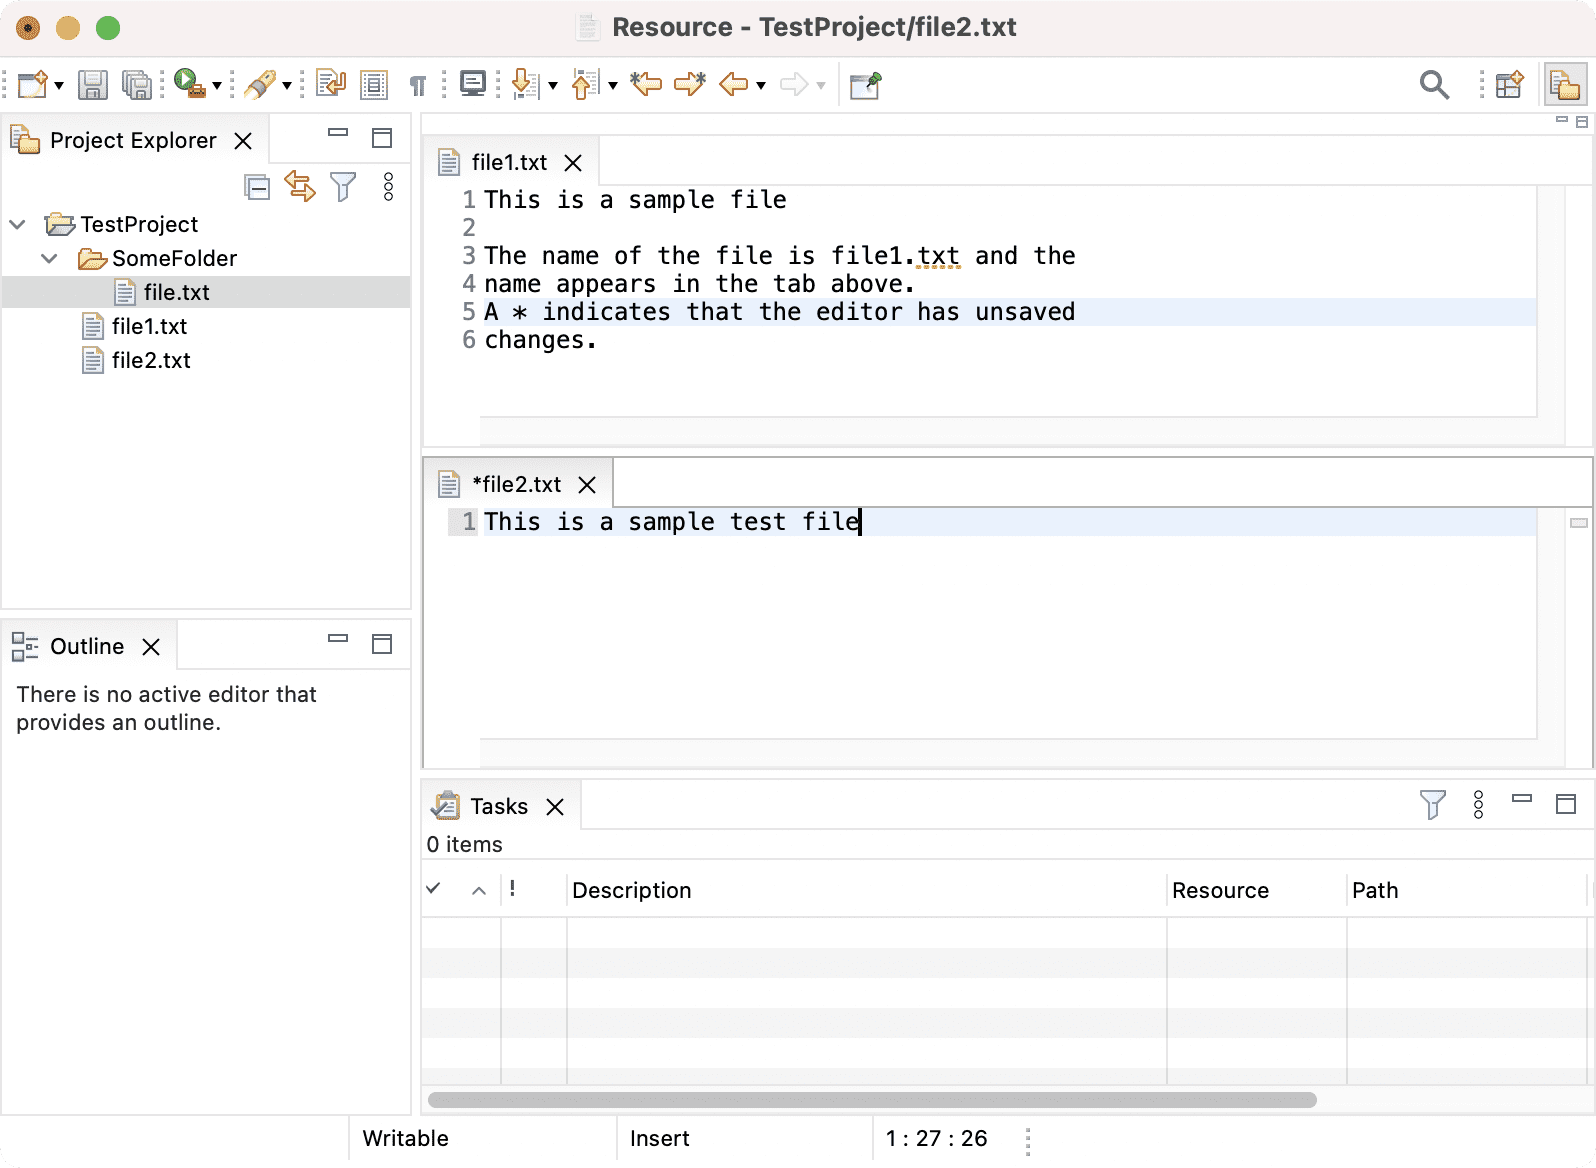 Resource - TestProject/file2.txt
Project Explorer
TestProject
SomeFolder
file.txt
file1.txt
file2.txt
Outline
There is no active editor that
provides an outline.
file1.txt
1 This is a sample file
2
3 The name of the file is file1.txt and the
4 name appears in the tab above.
5 A * indicates that the editor has unsaved
6 changes.
*file2.txt
1 This is a sample test file
Tasks
0 items
! Description Resource Path
Writable Insert 1 : 27 : 26